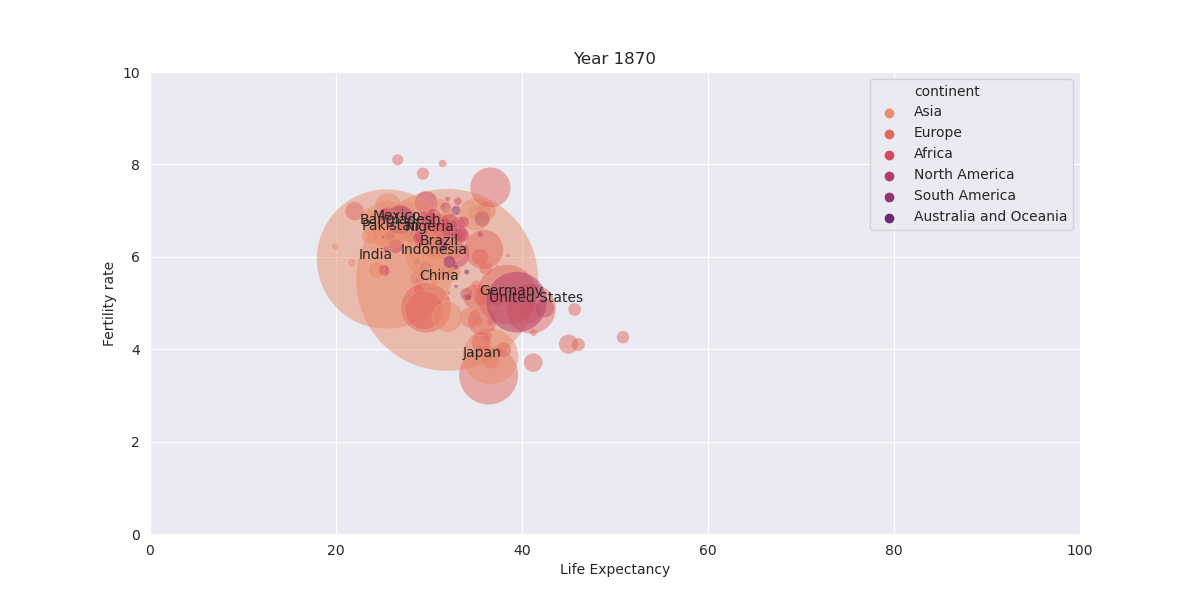 Year 1870
10
8
6
4
2
0
Fertility rate
0
20
40
60
80
100
Life Expectancy
continent
Asia
Europe
Africa
North America
South America
Australia and Oceania
Mexico
Bangladesh
Pakistan
Nigeria
Brazil
Indonesia
India
China
Germany
United States
Japan